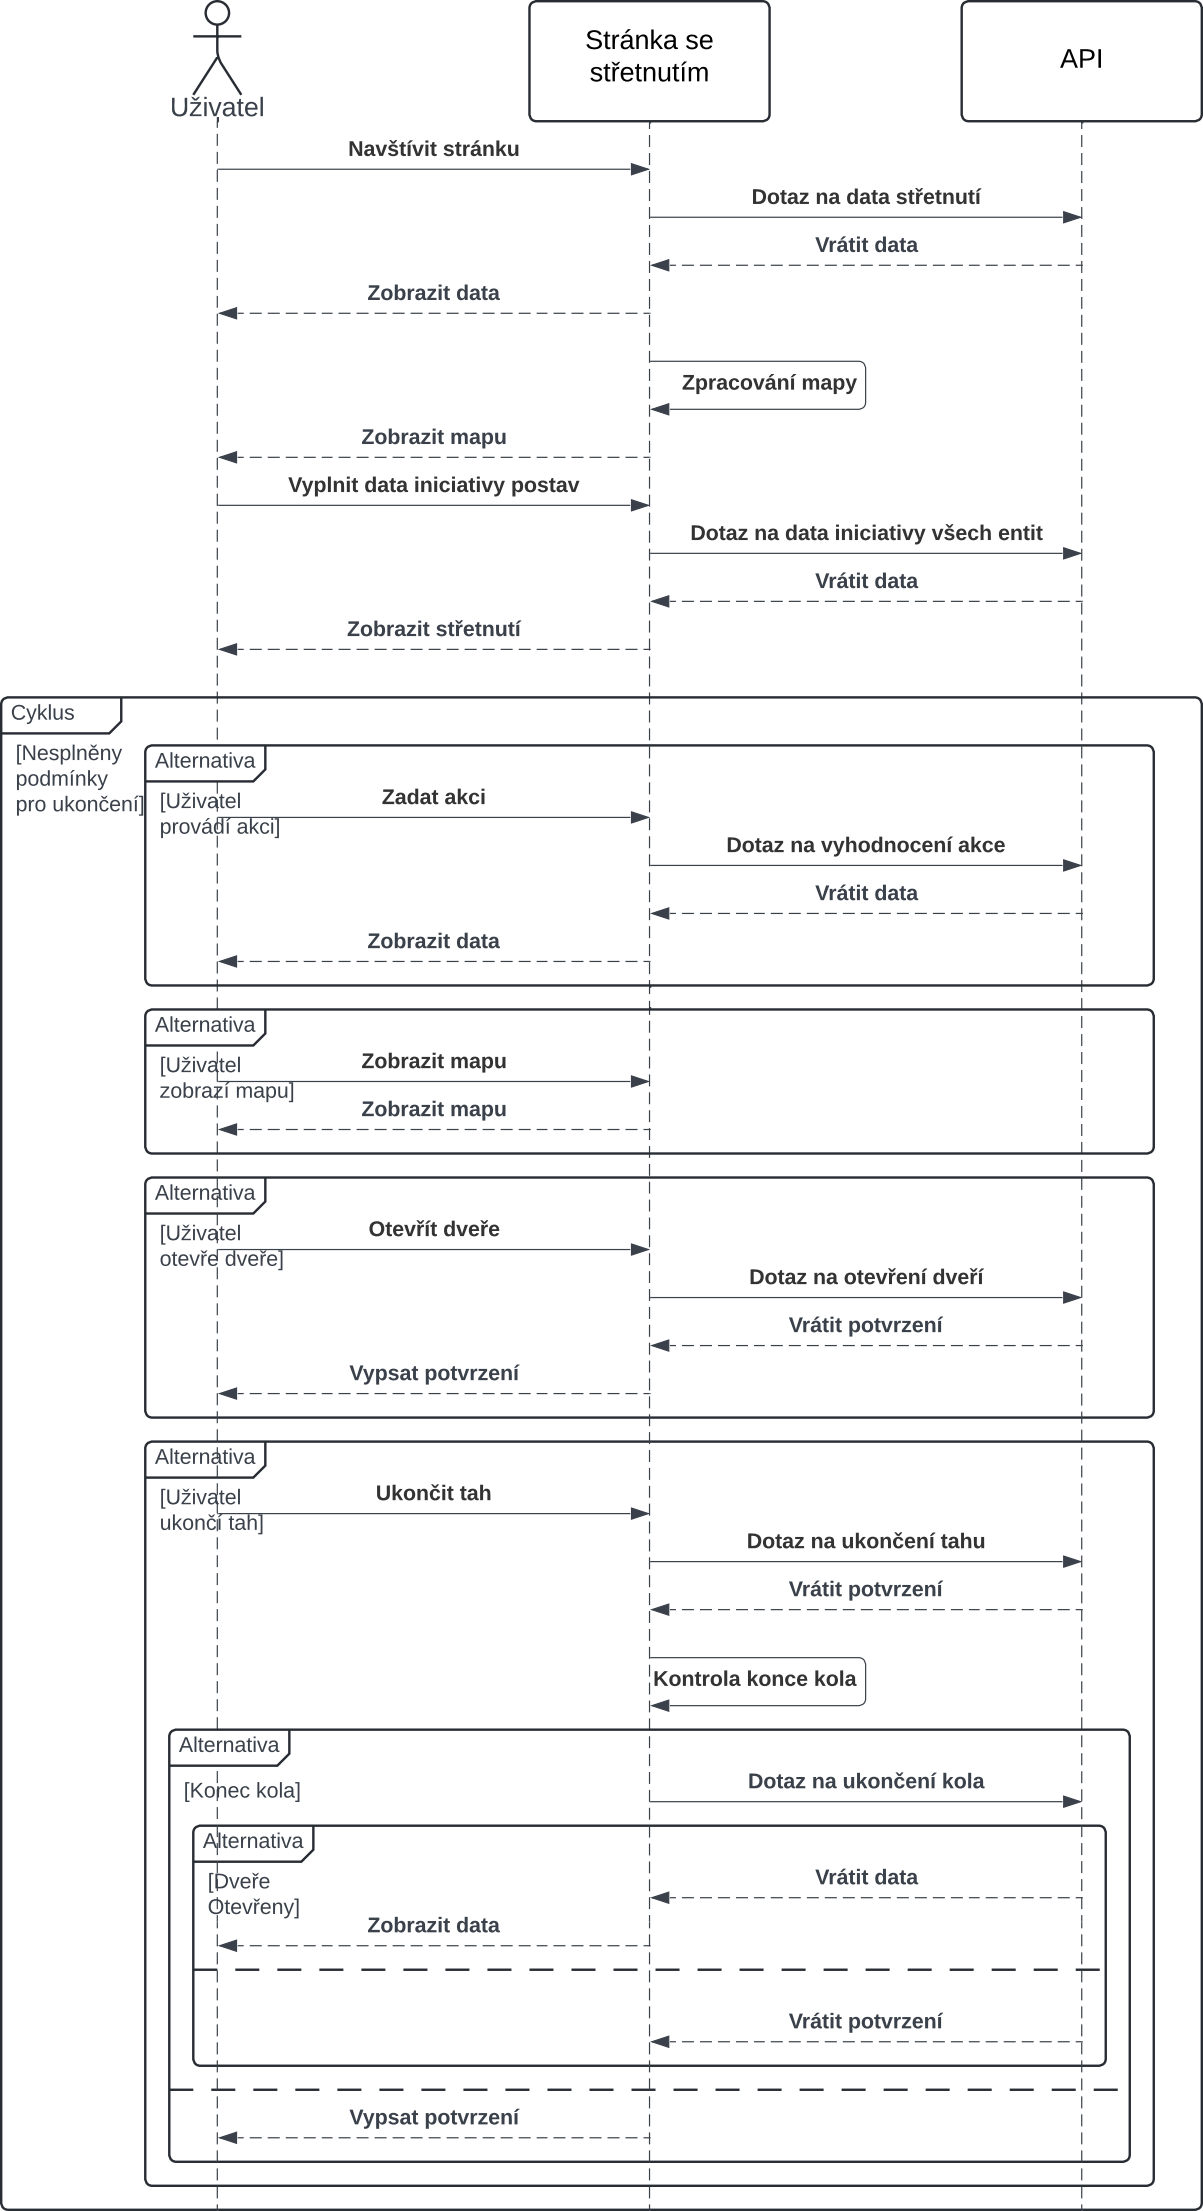 Uživatel
Stránka se
střetnutím
API
Navštívit stránku
Dotaz na data střetnutí
Vrátit data
Zobrazit data
Zpracování mapy
Zobrazit mapu
Vyplnit data iniciativy postav
Dotaz na data iniciativy všech entit
Vrátit data
Zobrazit střetnutí
Cyklus
[Nesplněny
podmínky
pro ukončení]
Alternativa
[Uživatel
provádí akci]
Zadat akci
Dotaz na vyhodnocení akce
Vrátit data
Zobrazit data
Alternativa
[Uživatel
zobrazí mapu]
Zobrazit mapu
Zobrazit mapu
Alternativa
[Uživatel
otevře dveře]
Otevřít dveře
Dotaz na otevření dveří
Vrátit potvrzení
Vypsat potvrzení
Alternativa
[Uživatel
ukončí tah]
Ukončit tah
Dotaz na ukončení tahu
Vrátit potvrzení
Kontrola konce kola
Alternativa
[Konec kola]
Dotaz na ukončení kola
Alternativa
[Dveře
Otevřeny]
Vrátit data
Zobrazit data
Vrátit potvrzení
Vypsat potvrzení